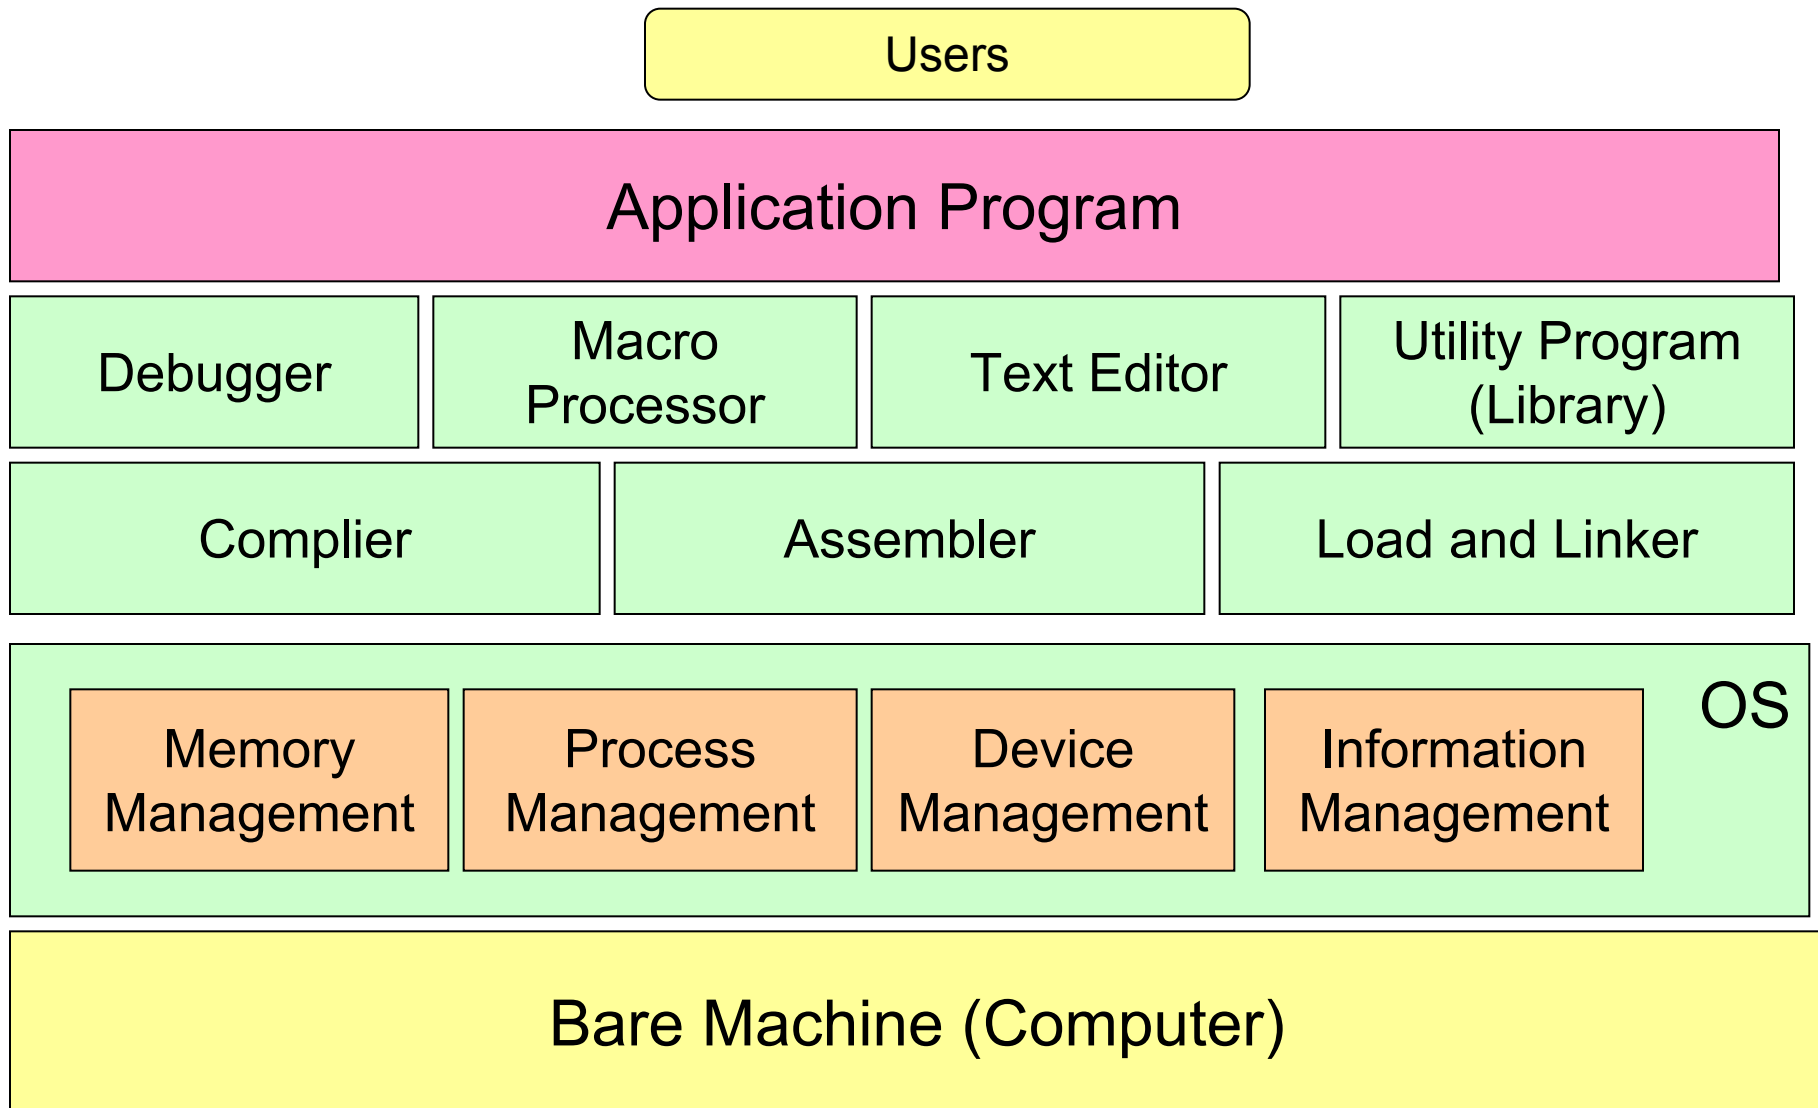 Users
Application Program
Debugger
Macro
Processor
Text Editor
Utility Program
(Library)
Complier
Assembler
Load and Linker
OS
Memory
Management
Process
Management
Device
Management
Information
Management
Bare Machine (Computer)